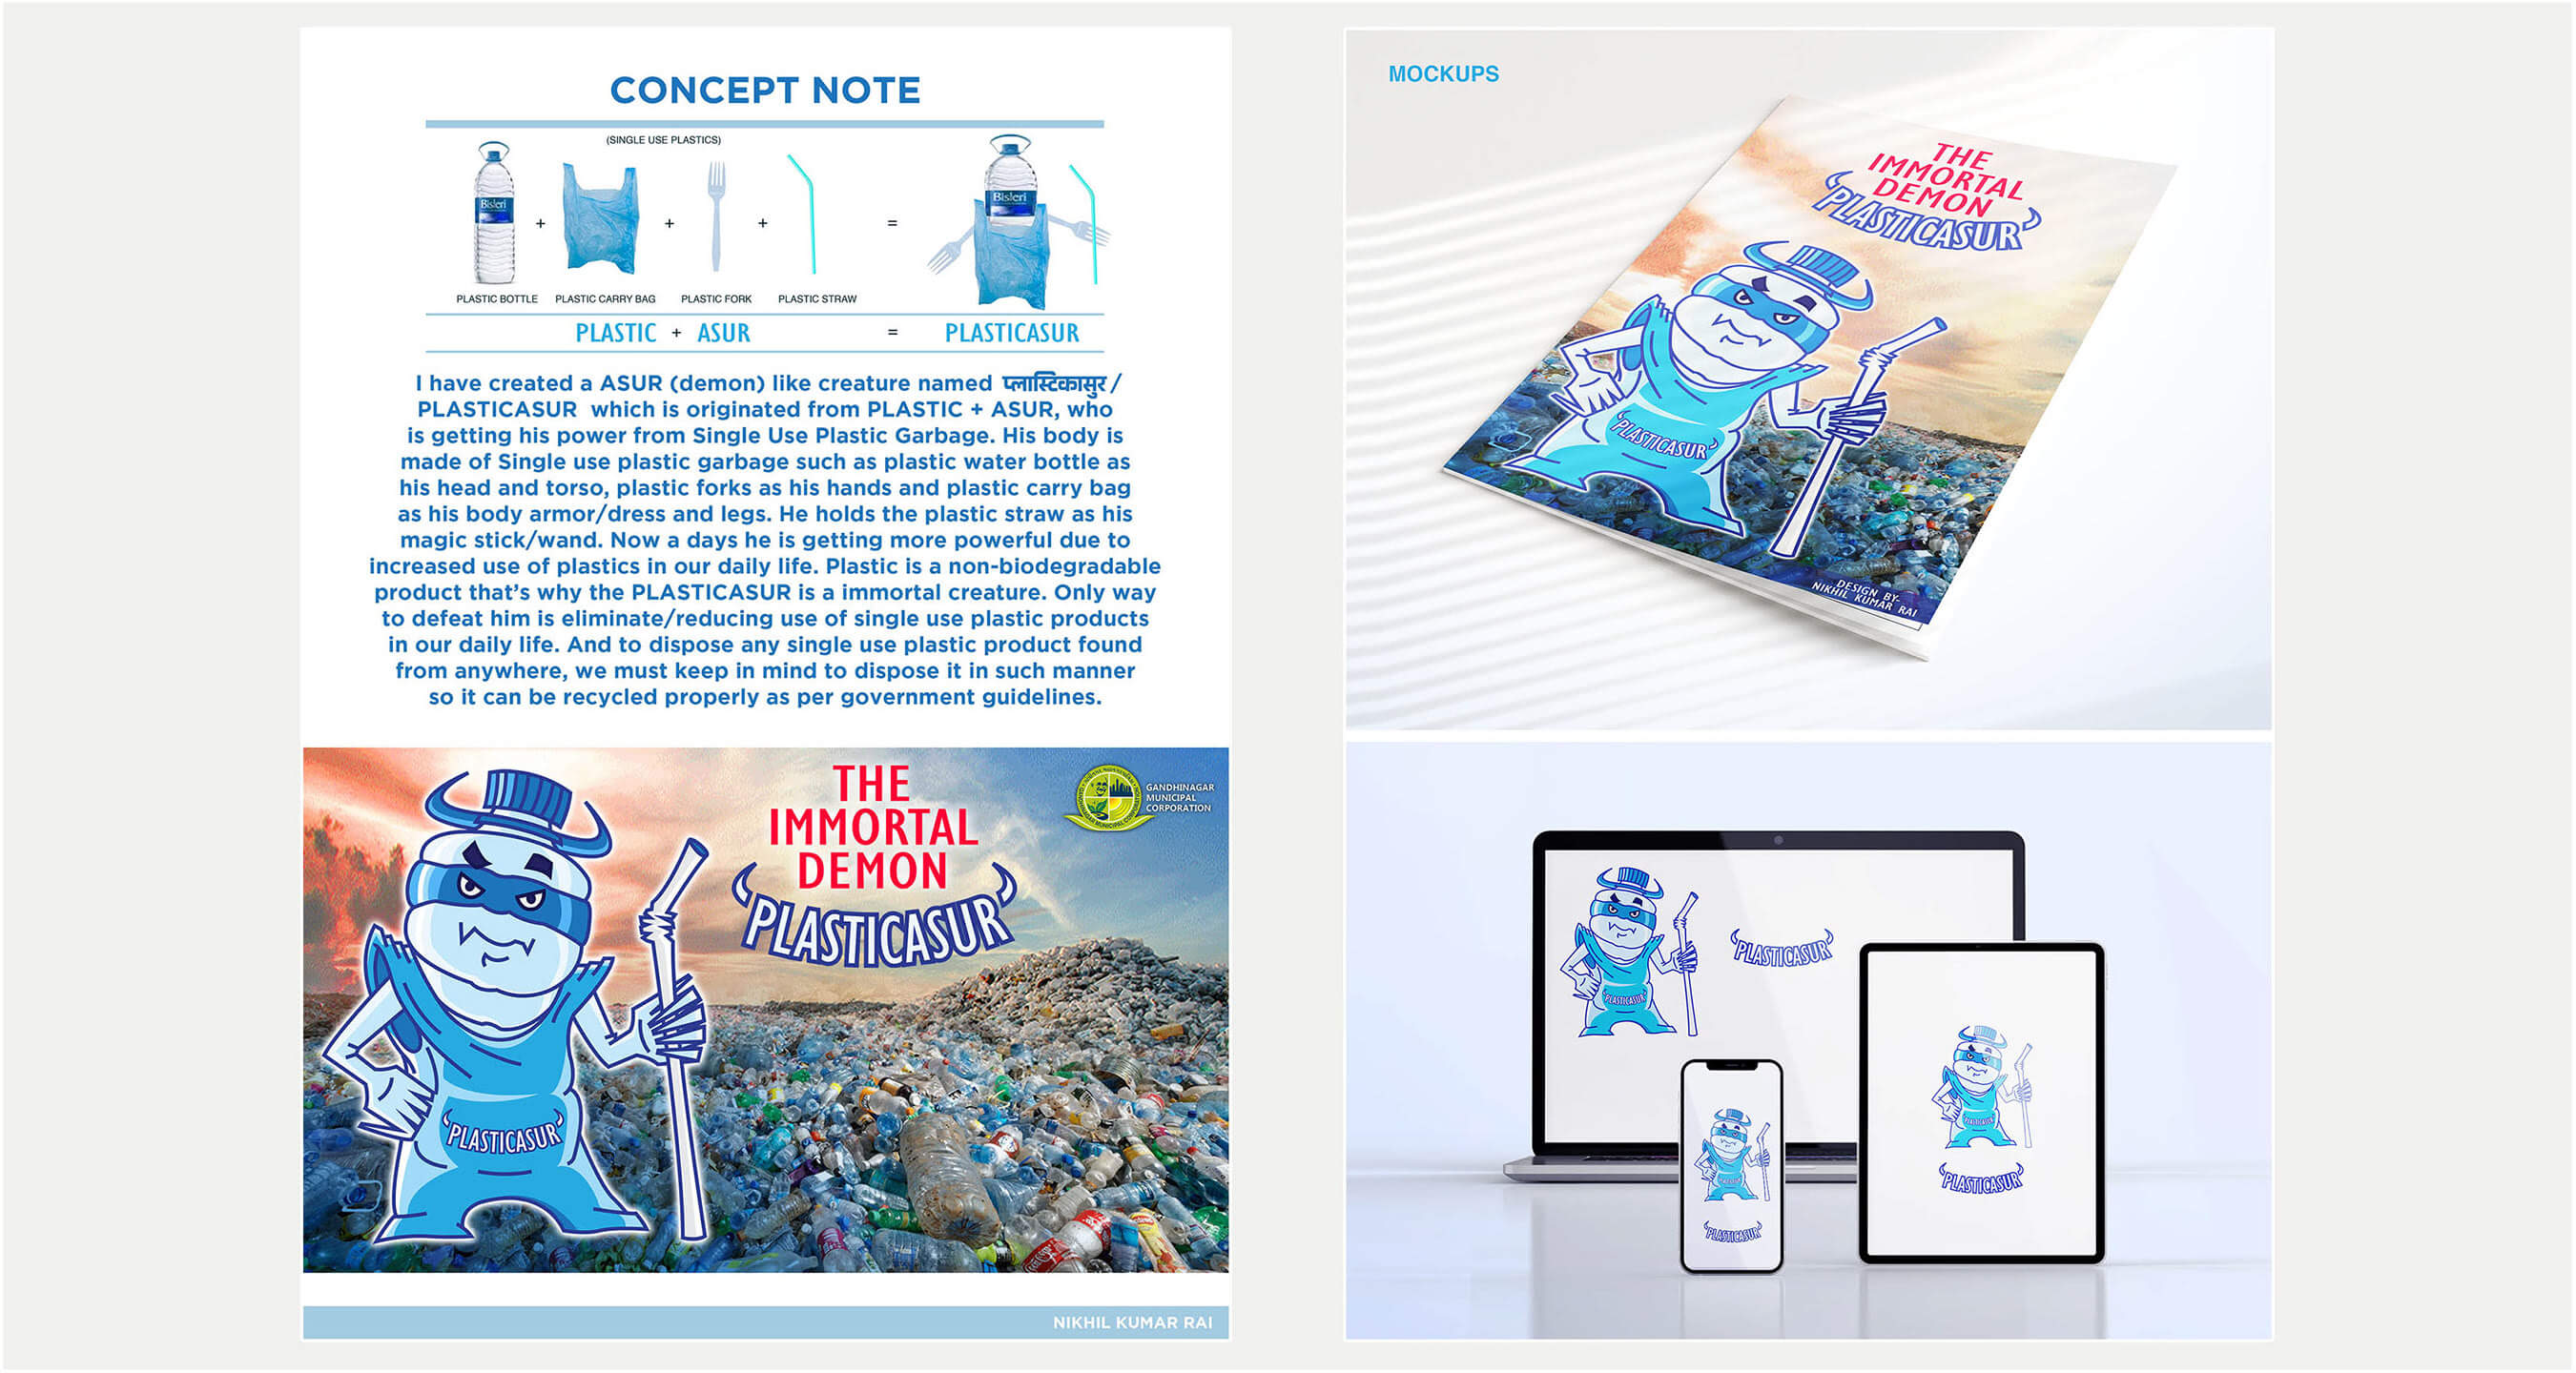 CONCEPT NOTE
(SINGLE USE PLASTICS)
Bisleri
+
+
+
=
Bisleri
PLASTIC BOTTLE
PLASTIC CARRY BAG
PLASTIC FORK
PLASTIC STRAW
PLASTIC + ASUR = PLASTICASUR
I have created a ASUR (demon) like creature named प्लास्टिकासुर /
PLASTICASUR which is originated from PLASTIC + ASUR, who
is getting his power from Single Use Plastic Garbage. His body is
made of Single use plastic garbage such as plastic water bottle as
his head and torso, plastic forks as his hands and plastic carry bag
as his body armor/dress and legs. He holds the plastic straw as his
magic stick/wand. Now a days he is getting more powerful due to
increased use of plastics in our daily life. Plastic is a non-biodegradable
product that's why the PLASTICASUR is a immortal creature. Only way
to defeat him is eliminate/reducing use of single use plastic products
in our daily life. And to dispose any single use plastic product found
from anywhere, we must keep in mind to dispose it in such manner
so it can be recycled properly as per government guidelines.
THE
IMMORTAL
DEMON
PLASTICASUR
GANDHINAGAR
MUNICIPAL
CORPORATION
PLASTICASUR
NIKHIL KUMAR RAI
MOCKUPS
THE
IMMORTAL
DEMON
PLASTICASUR
PLASTICASUR
DESIGN BY-
NIKHIL KUMAR RAI
PLASTICASUR
PLASTICASUR
PLASTICASUR
PLASTICASUR
PLASTICASUR
PLASTICASUR